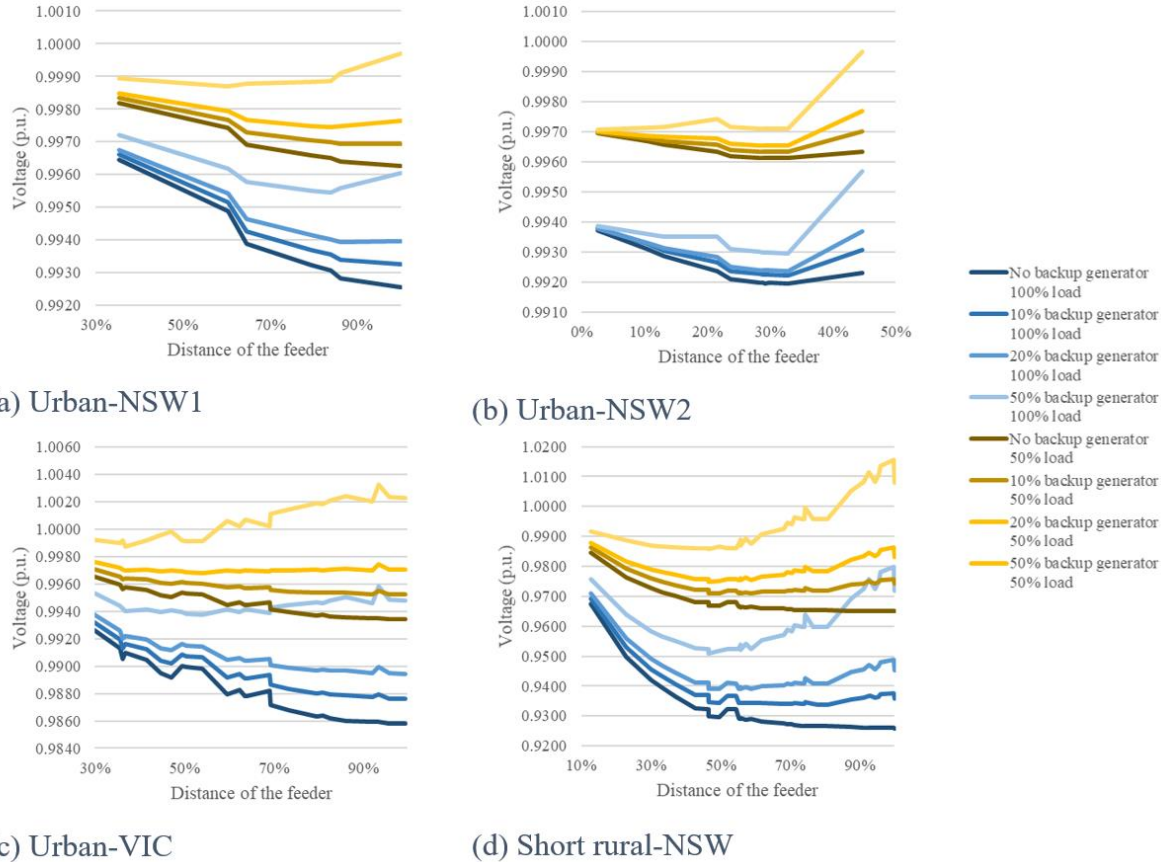 1.0010
1.0000
0.9990
0.9980
0.9970
0.9960
0.9950
0.9940
0.9930
0.9920
Voltage (p.u.)
30% 50% 70% 90%
Distance of the feeder
a) Urban-NSW1
1.0010
1.0000
0.9990
0.9980
0.9970
0.9960
0.9950
0.9940
0.9930
0.9920
0.9910
Voltage (p.u.)
0% 10% 20% 30% 40% 50%
Distance of the feeder
(b) Urban-NSW2
1.0060
1.0040
1.0020
1.0000
0.9980
0.9960
0.9940
0.9920
0.9900
0.9880
0.9860
0.9840
Voltage (p.u.)
30% 50% 70% 90%
Distance of the feeder
c) Urban-VIC
1.0200
1.0100
1.0000
0.9900
0.9800
0.9700
0.9600
0.9500
0.9400
0.9300
0.9200
Voltage (p.u.)
10% 30% 50% 70% 90%
Distance of the feeder
(d) Short rural-NSW
No backup generator
100% load
10% backup generator
100% load
20% backup generator
100% load
50% backup generator
100% load
No backup generator
50% load
10% backup generator
50% load
20% backup generator
50% load
50% backup generator
50% load